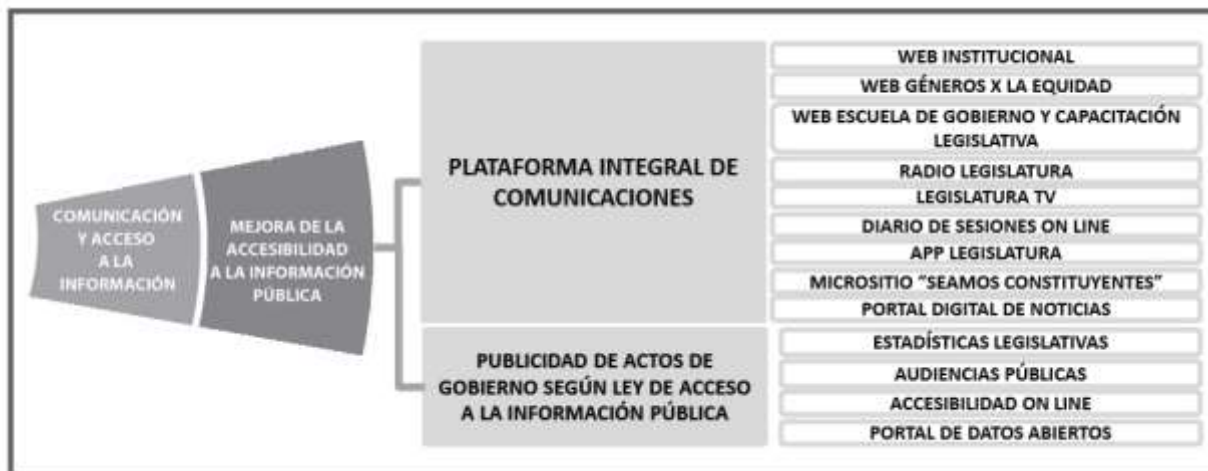 COMUNICACIÓN
Y ACCESO
A LA
INFORMACIÓN
MEJORA DE LA
ACCESIBILIDAD
A LA INFORMACIÓN
PÚBLICA
PLATAFORMA INTEGRAL DE
COMUNICACIONES
WEB INSTITUCIONAL
WEB GÉNEROS X LA EQUIDAD
WEB ESCUELA DE GOBIERNO Y CAPACITACIÓN
LEGISLATIVA
RADIO LEGISLATURA
LEGISLATURA TV
DIARIO DE SESIONES ON LINE
APP LEGISLATURA
MICROSITIO "SEAMOS CONSTITUYENTES"
PORTAL DIGITAL DE NOTICIAS
PUBLICIDAD DE ACTOS DE
GOBIERNO SEGÚN LEY DE ACCESO
A LA INFORMACIÓN PÚBLICA
ESTADÍSTICAS LEGISLATIVAS
AUDIENCIAS PÚBLICAS
ACCESIBILIDAD ON LINE
PORTAL DE DATOS ABIERTOS